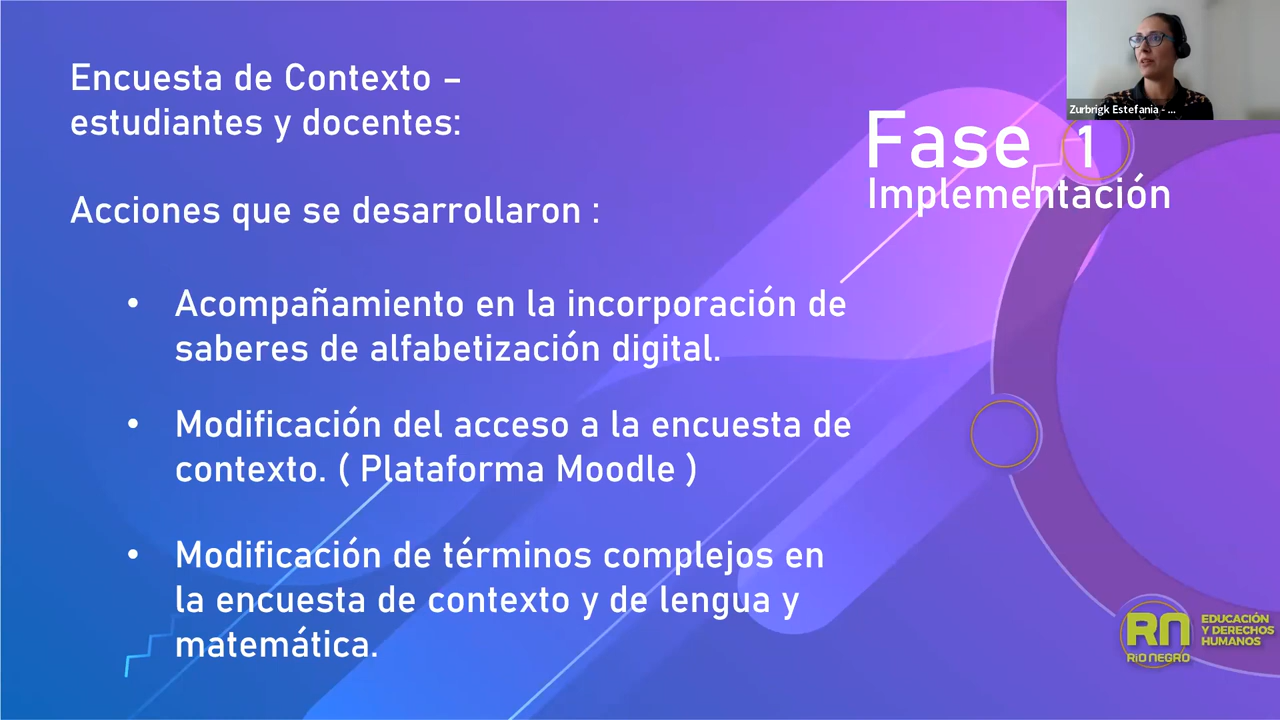 Encuesta de Contexto –
estudiantes y docentes:
Acciones que se desarrollaron :
• Acompañamiento en la incorporación de
saberes de alfabetización digital.
• Modificación del acceso a la encuesta de
contexto. ( Plataforma Moodle )
• Modificación de términos complejos en
la encuesta de contexto y de lengua y
matemática.
Zurbrigk Estefania - ...
Fase 1
Implementación
RN
RÍO NEGRO
EDUCACIÓN
Y DERECHOS
HUMANOS